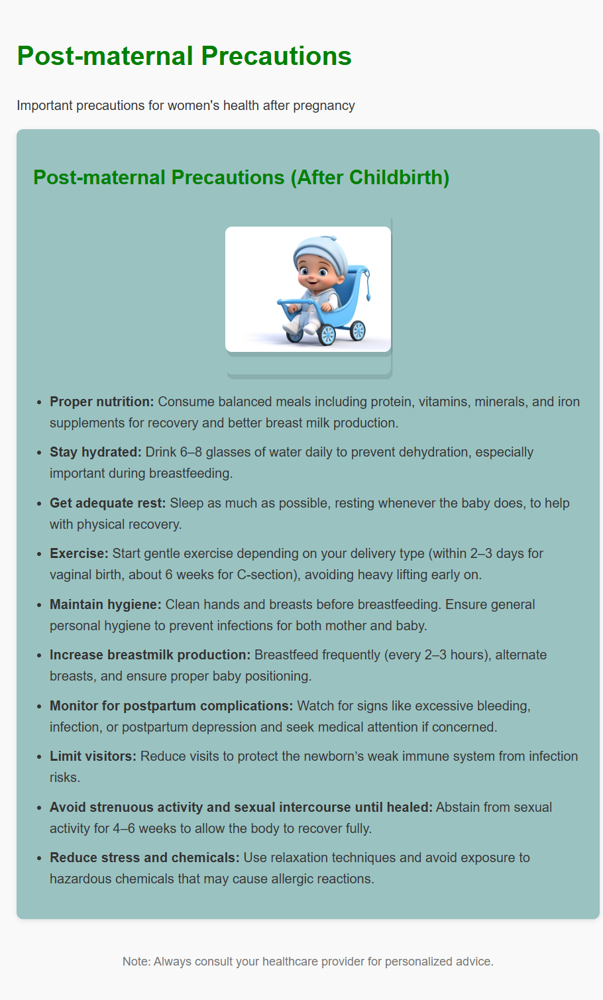 Post-maternal Precautions
Important precautions for women's health after pregnancy
Post-maternal Precautions (After Childbirth)
• Proper nutrition: Consume balanced meals including protein, vitamins, minerals, and iron
supplements for recovery and better breast milk production.
• Stay hydrated: Drink 6–8 glasses of water daily to prevent dehydration, especially
important during breastfeeding.
• Get adequate rest: Sleep as much as possible, resting whenever the baby does, to help
with physical recovery.
• Exercise: Start gentle exercise depending on your delivery type (within 2–3 days for
vaginal birth, about 6 weeks for C-section), avoiding heavy lifting early on.
• Maintain hygiene: Clean hands and breasts before breastfeeding. Ensure general
personal hygiene to prevent infections for both mother and baby.
• Increase breastmilk production: Breastfeed frequently (every 2–3 hours), alternate
breasts, and ensure proper baby positioning.
• Monitor for postpartum complications: Watch for signs like excessive bleeding,
infection, or postpartum depression and seek medical attention if concerned.
• Limit visitors: Reduce visits to protect the newborn’s weak immune system from infection
risks.
• Avoid strenuous activity and sexual intercourse until healed: Abstain from sexual
activity for 4–6 weeks to allow the body to recover fully.
• Reduce stress and chemicals: Use relaxation techniques and avoid exposure to
hazardous chemicals that may cause allergic reactions.
Note: Always consult your healthcare provider for personalized advice.